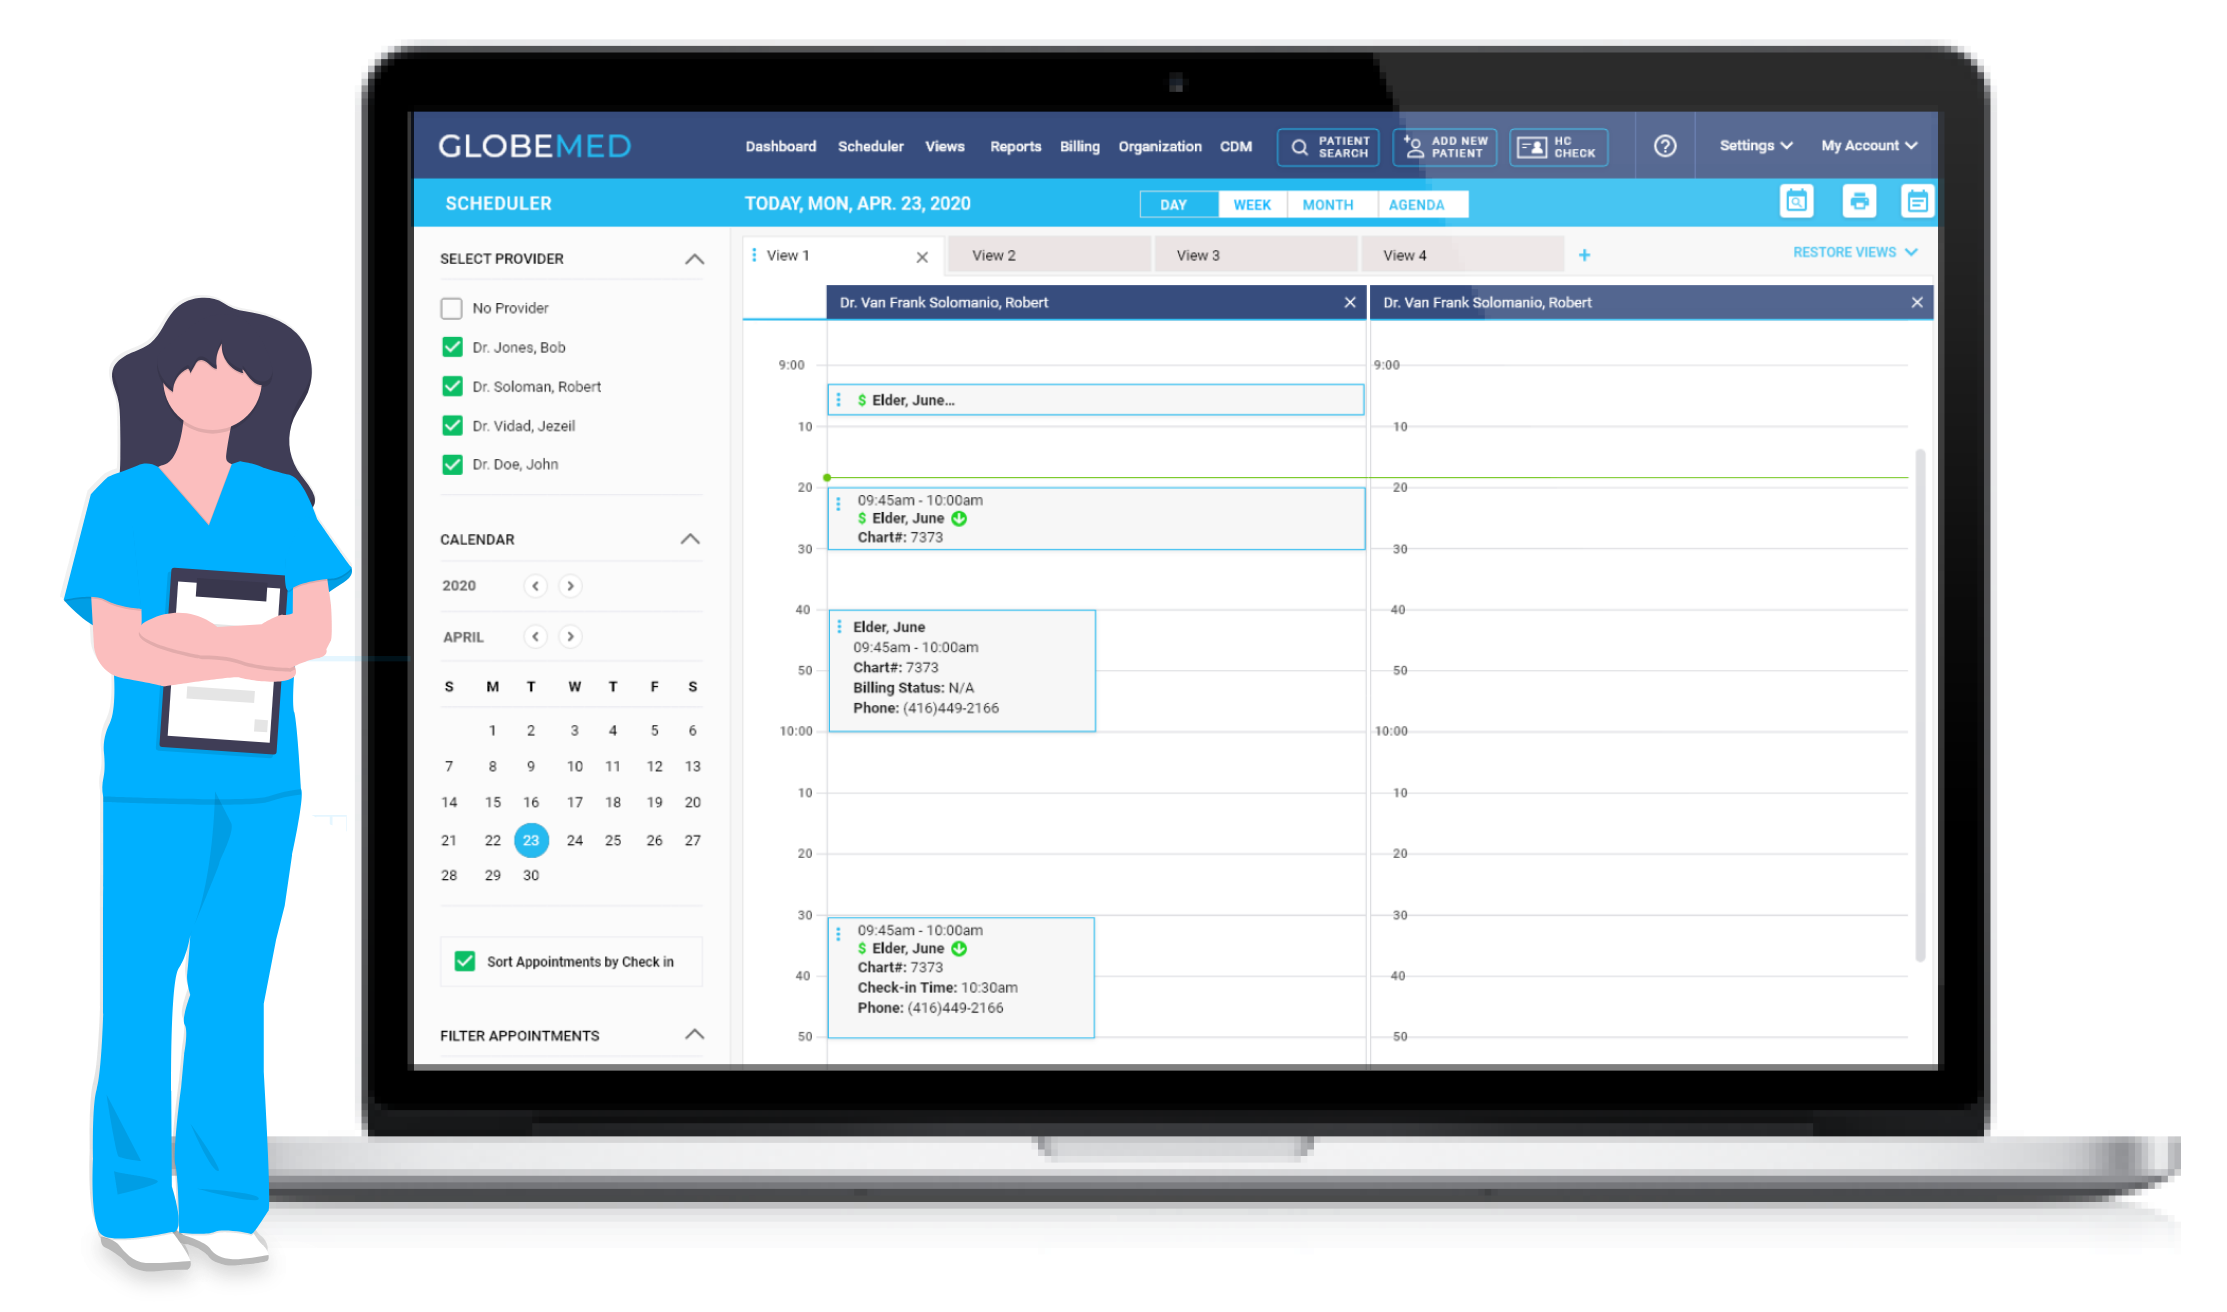 GLOBEMED
Dashboard Scheduler Views Reports Billing Organization CDM
PATIENT
SEARCH
ADD NEW
PATIENT
HC
CHECK
Settings My Account
SCHEDULER
TODAY, MON, APR. 23, 2020
DAY WEEK MONTH AGENDA
SELECT PROVIDER
No Provider
Dr. Jones, Bob
Dr. Soloman, Robert
Dr. Vidad, Jezeil
Dr. Doe, John
CALENDAR
2020
APRIL
S M T W T F S
1 2 3 4 5 6
7 8 9 10 11 12 13
14 15 16 17 18 19 20
21 22 23 24 25 26 27
28 29 30
Sort Appointments by Check in
FILTER APPOINTMENTS
View 1 View 2 View 3 View 4 +
RESTORE VIEWS
Dr. Van Frank Solomanio, Robert
9:00
$ Elder, June...
10
20
09:45am - 10:00am
$ Elder, June
Chart#: 7373
30
40
Elder, June
09:45am - 10:00am
Chart#: 7373
50
Billing Status: N/A
Phone: (416)449-2166
10:00
10
20
30
09:45am - 10:00am
$ Elder, June
Chart#: 7373
40
Check-in Time: 10:30am
Phone: (416)449-2166
50
Dr. Van Frank Solomanio, Robert
9:00
10
20
30
40
50
10:00
10
20
30
40
50